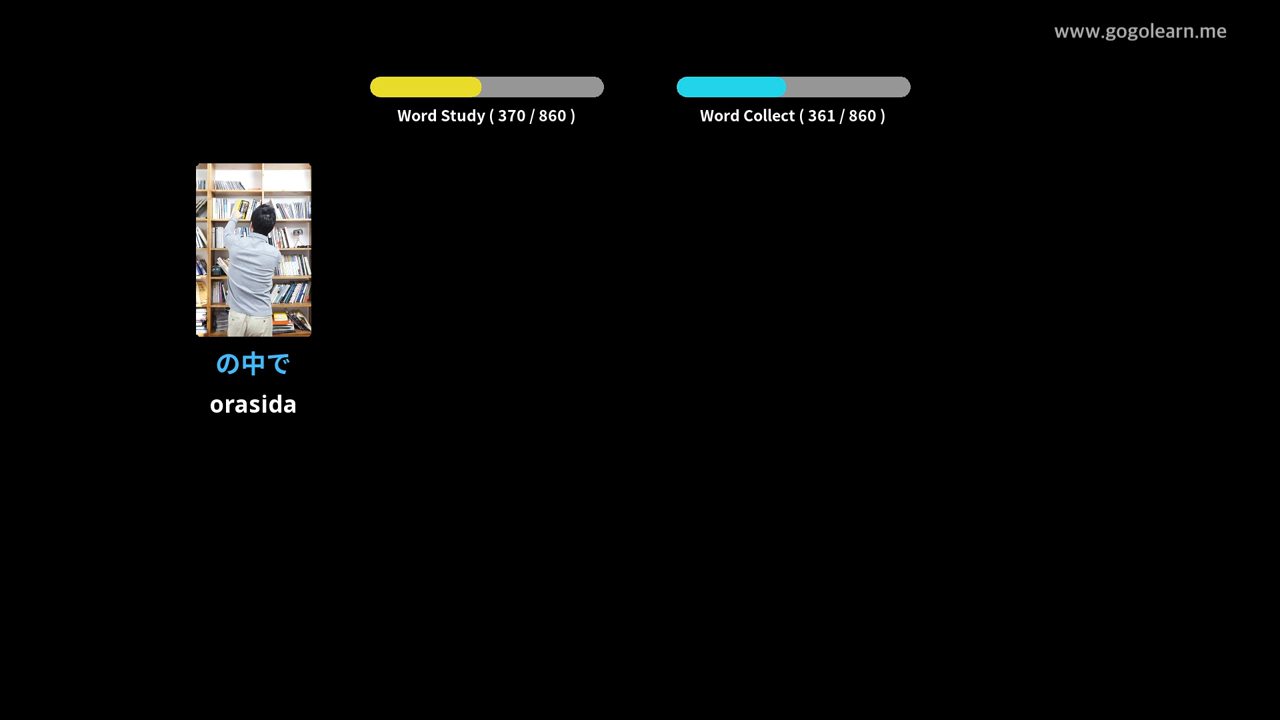 www.gogolearn.me
Word Study ( 370 / 860 )
Word Collect ( 361 / 860 )
の中で
orasida